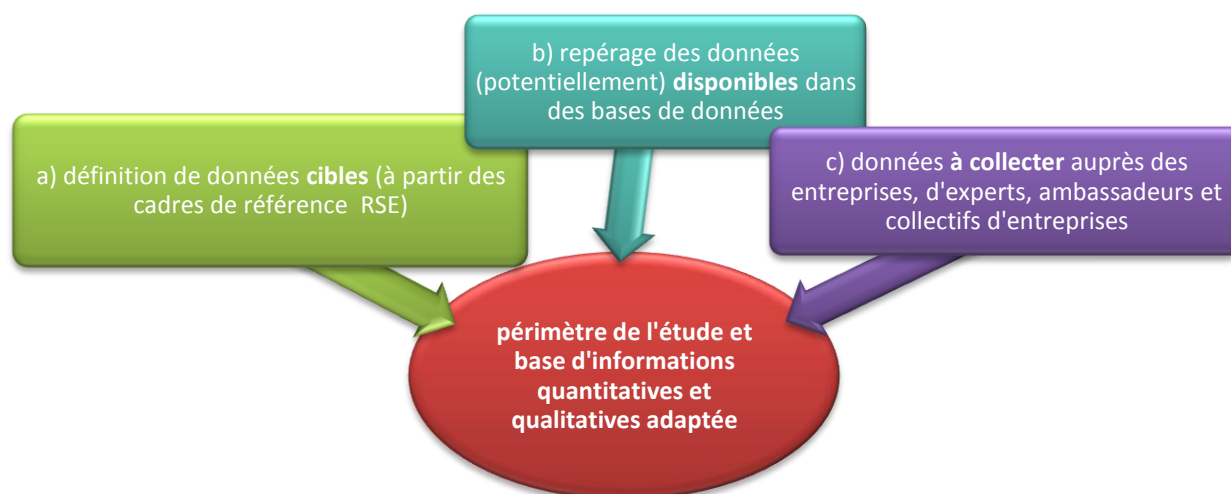 b) repérage des données
(potentiellement) disponibles dans
des bases de données
a) définition de données cibles (à partir des
cadres de référence RSE)
c) données à collecter auprès des
entreprises, d'experts, ambassadeurs et
collectifs d'entreprises
périmètre de l'étude et
base d'informations
quantitatives et
qualitatives adaptée